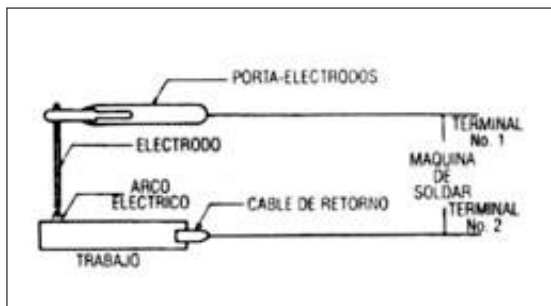 PORTA-ELECTRODOS
TERMINAL
No. 1
ELECTRODO
MAQUINA
DE
SOLDAR
ARCO
ELECTRICO
CABLE DE RETORNO
TERMINAL
No. 2
TRABAJO